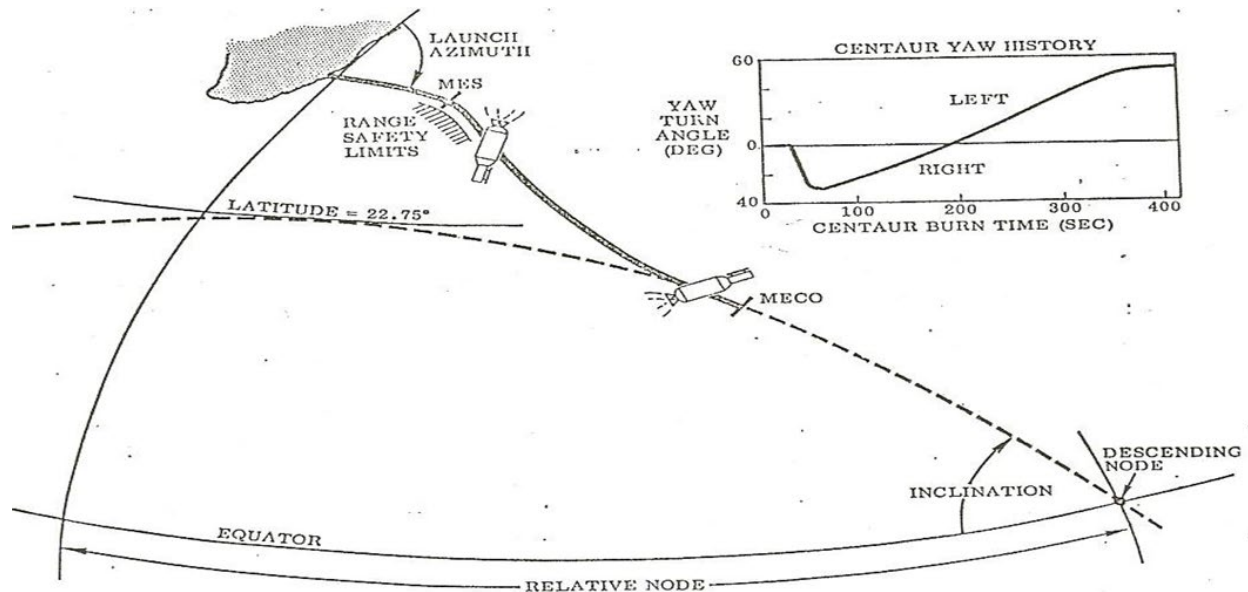 LAUNCH
AZIMUTH
MES
RANGE
SAFETY
LIMITS
CENTAUR YAW HISTORY
60
YAW
TURN
ANGLE
(DEG)
LEFT
0
RIGHT
40
0 100 200 300 400
CENTAUR BURN TIME (SEC)
LATITUDE = 22.75°
MECO
DESCENDING
NODE
INCLINATION
EQUATOR
RELATIVE NODE